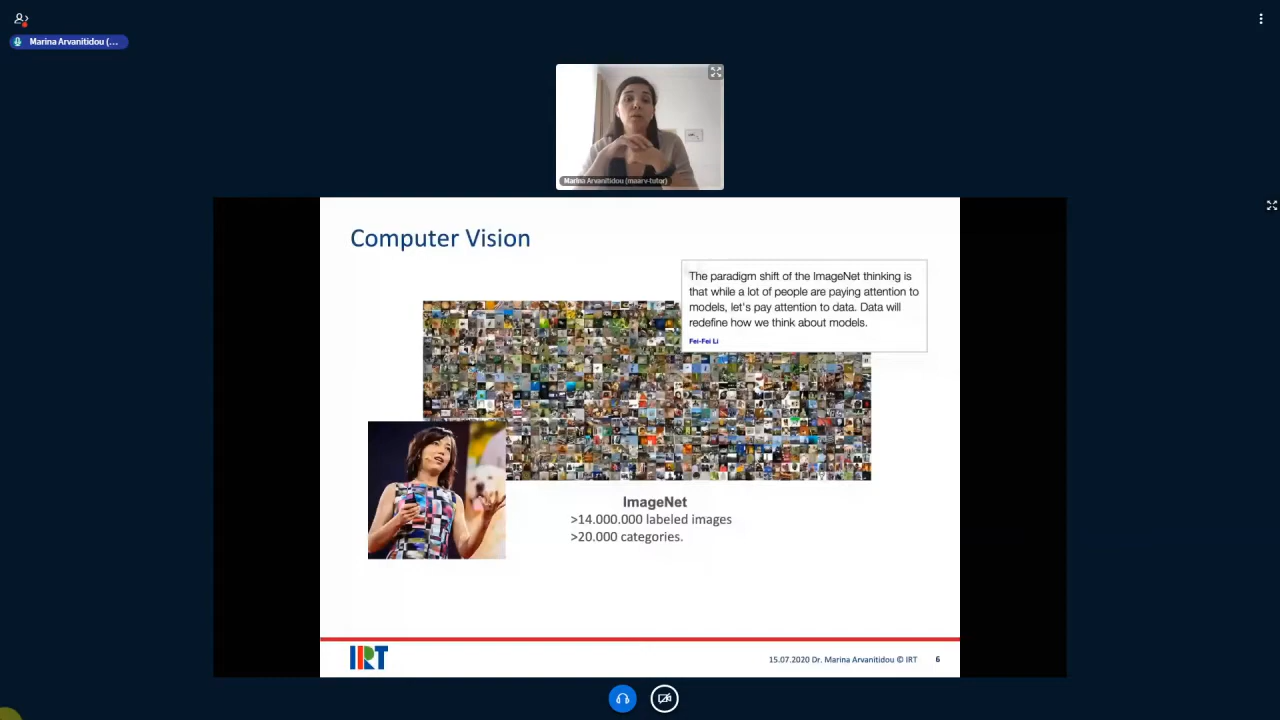 Marina Arvanitidou (...
Marina Arvanitidou (maarv-tutor)
Computer Vision
The paradigm shift of the ImageNet thinking is
that while a lot of people are paying attention to
models, let's pay attention to data. Data will
redefine how we think about models.
Fei-Fei Li
ImageNet
>14.000.000 labeled images
>20.000 categories.
IRT
15.07.2020 Dr. Marina Arvanitidou © IRT 6